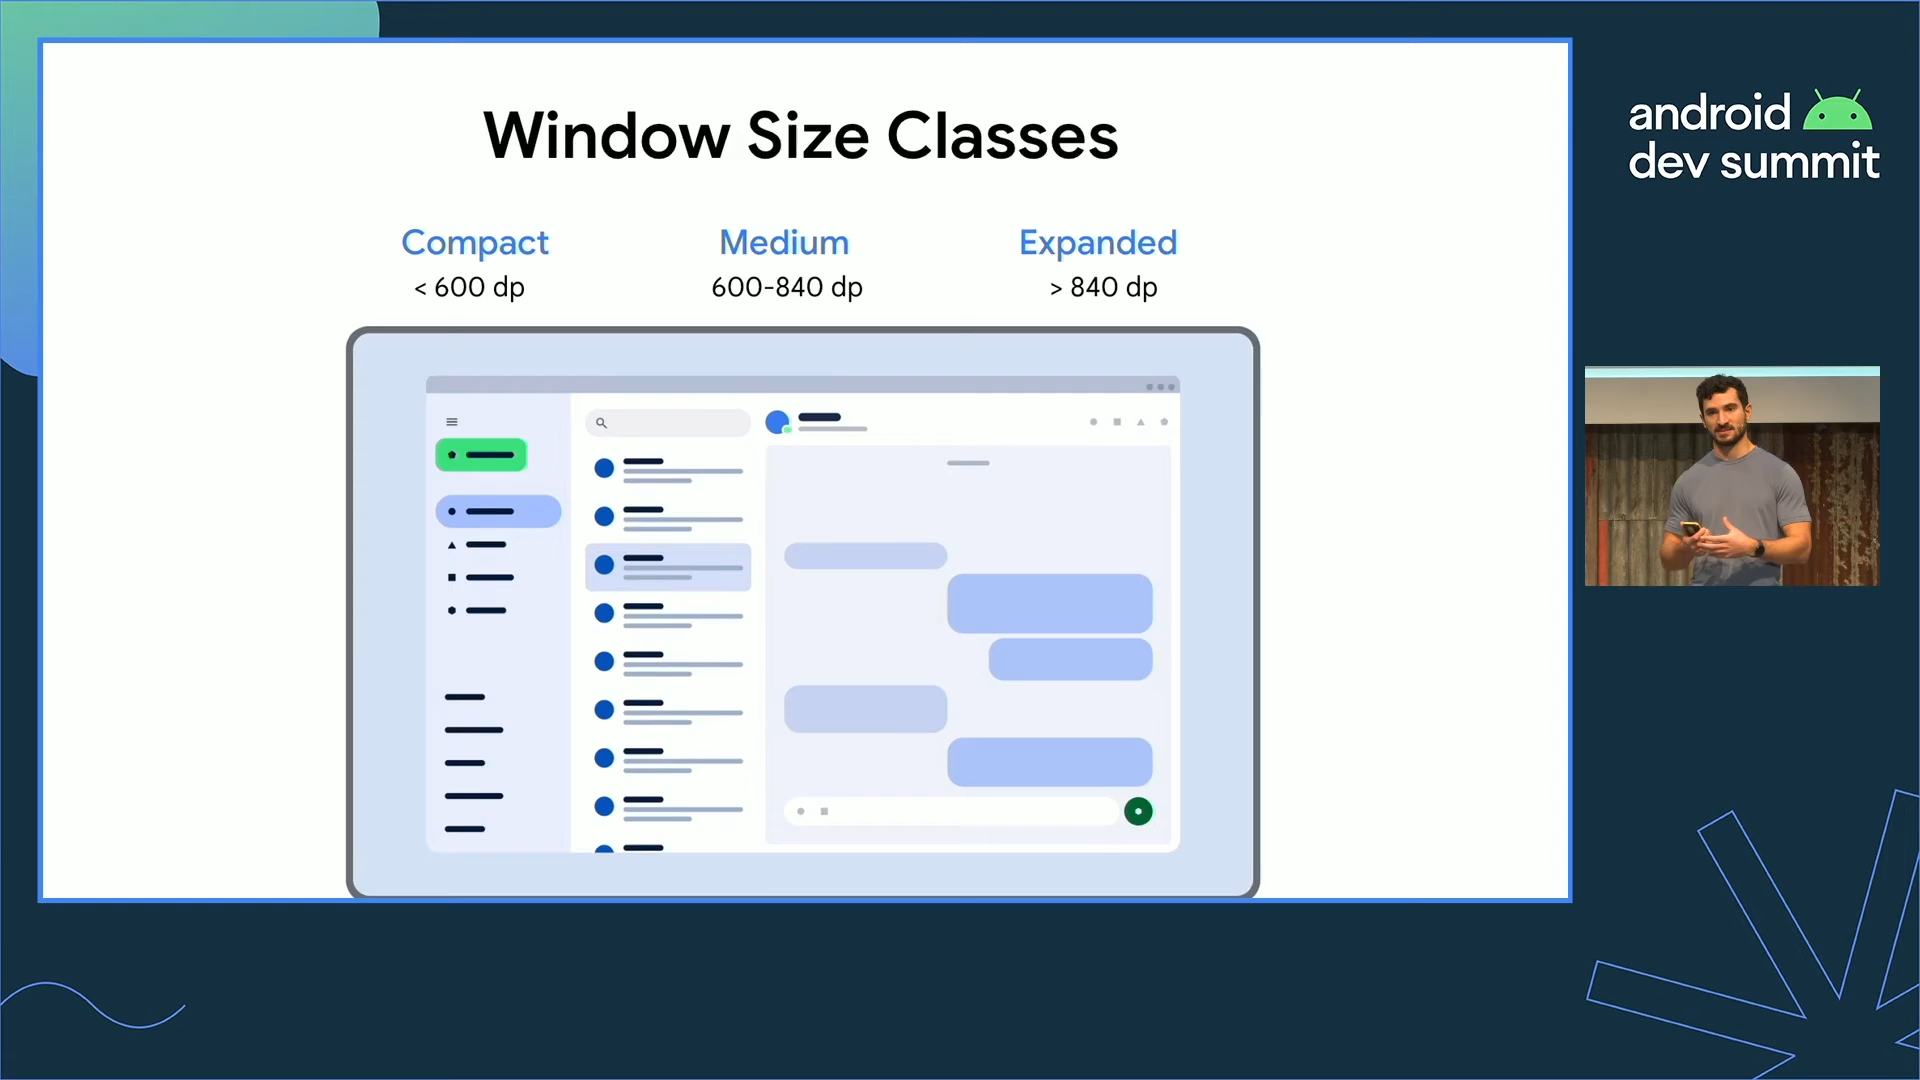 Window Size Classes
Compact
Medium
Expanded
< 600 dp
600-840 dp
> 840 dp
android
dev summit